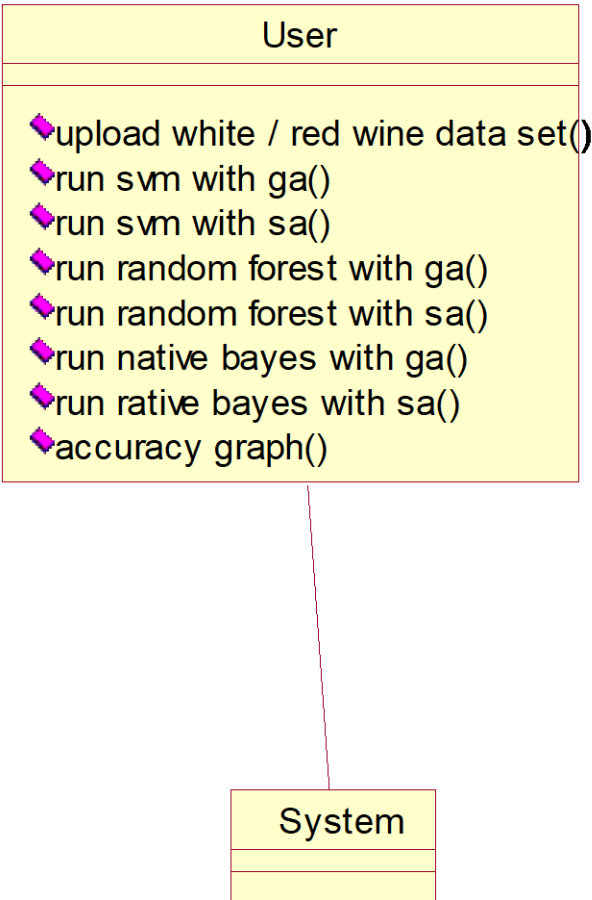 User
upload white / red wine data set()
run svm with ga()
run svm with sa()
run random forest with ga()
run random forest with sa()
run native bayes with ga()
run rative bayes with sa()
accuracy graph()
System